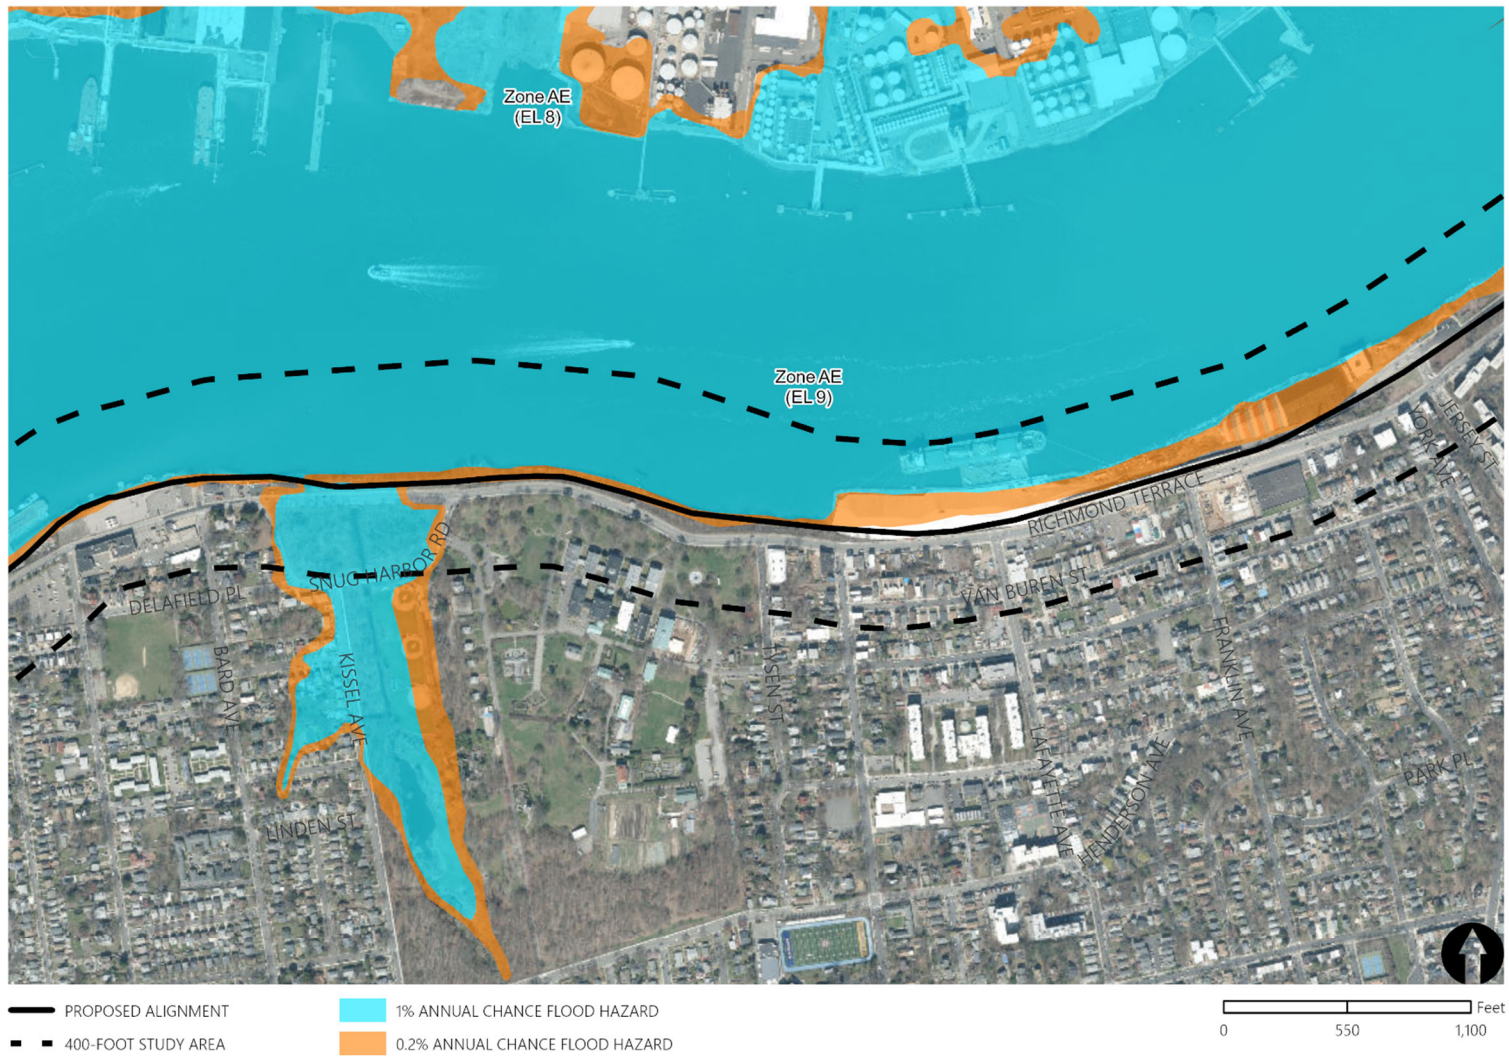 Zone AE
(EL 8)
Zone AE
(EL 9)
JERSEY ST
YORK AVE
RICHMOND TERRACE
SNUG HARBOR RD
DELAFIELD PL
VAN BUREN ST
BARD AVE
KISSEL AVE
TYSEN ST
FRANKLIN AVE
LAFAYETTE AVE
HENDERSON AVE
PARK PL
LINDEN ST
PROPOSED ALIGNMENT
1% ANNUAL CHANCE FLOOD HAZARD
400-FOOT STUDY AREA
0.2% ANNUAL CHANCE FLOOD HAZARD
Feet
0 550 1,100